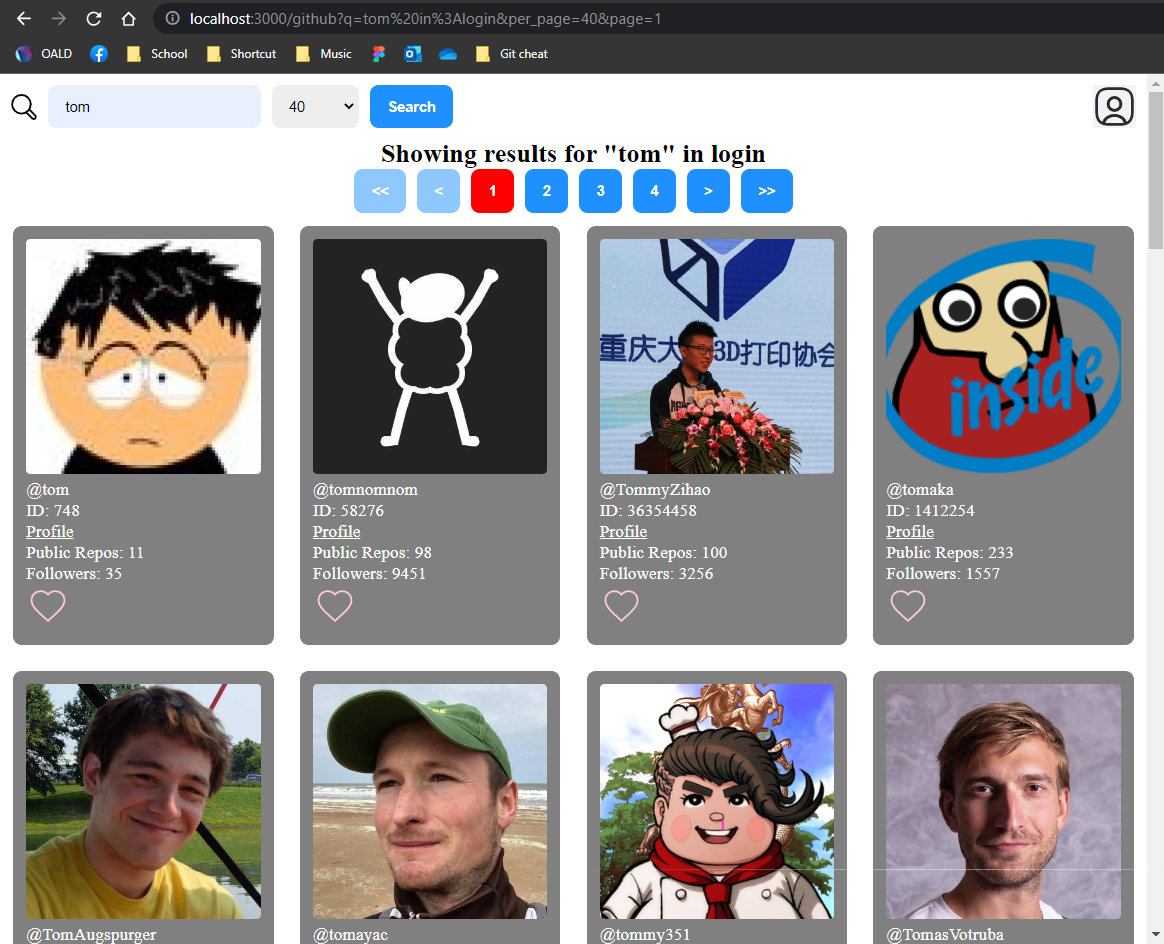 localhost:3000/github?q=tom%20in%3Alogin&per_page=40&page=1
OALD School Shortcut Music Git cheat
tom 40 Search
Showing results for "tom" in login
<< < 1 2 3 4 > >>
重庆大 3D打印协会
inside
@tom
ID: 748
Profile
Public Repos: 11
Followers: 35
@tomnomnom
ID: 58276
Profile
Public Repos: 98
Followers: 9451
@TommyZihao
ID: 36354458
Profile
Public Repos: 100
Followers: 3256
@tomaka
ID: 1412254
Profile
Public Repos: 233
Followers: 1557
@TomAugspurger
@tomayac
@tommy351
@TomasVotruba